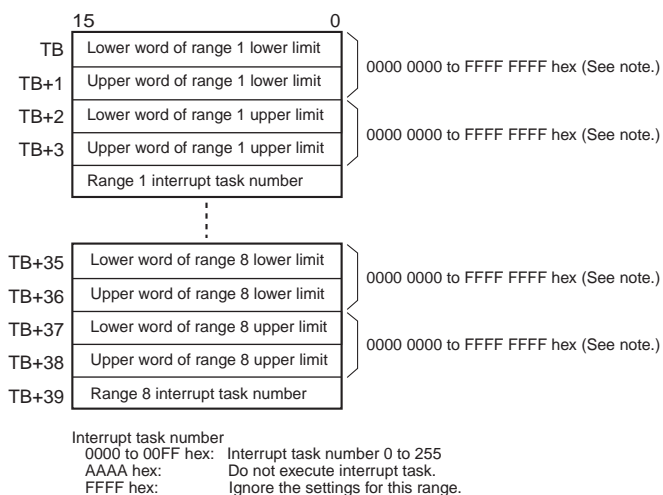 15 0
TB Lower word of range 1 lower limit
0000 0000 to FFFF FFFF hex (See note.)
TB+1 Upper word of range 1 lower limit
TB+2 Lower word of range 1 upper limit
0000 0000 to FFFF FFFF hex (See note.)
TB+3 Upper word of range 1 upper limit
Range 1 interrupt task number
TB+35 Lower word of range 8 lower limit
0000 0000 to FFFF FFFF hex (See note.)
TB+36 Upper word of range 8 lower limit
TB+37 Lower word of range 8 upper limit
0000 0000 to FFFF FFFF hex (See note.)
TB+38 Upper word of range 8 upper limit
TB+39 Range 8 interrupt task number
Interrupt task number
0000 to 00FF hex: Interrupt task number 0 to 255
AAAA hex: Do not execute interrupt task.
FFFF hex: Ignore the settings for this range.